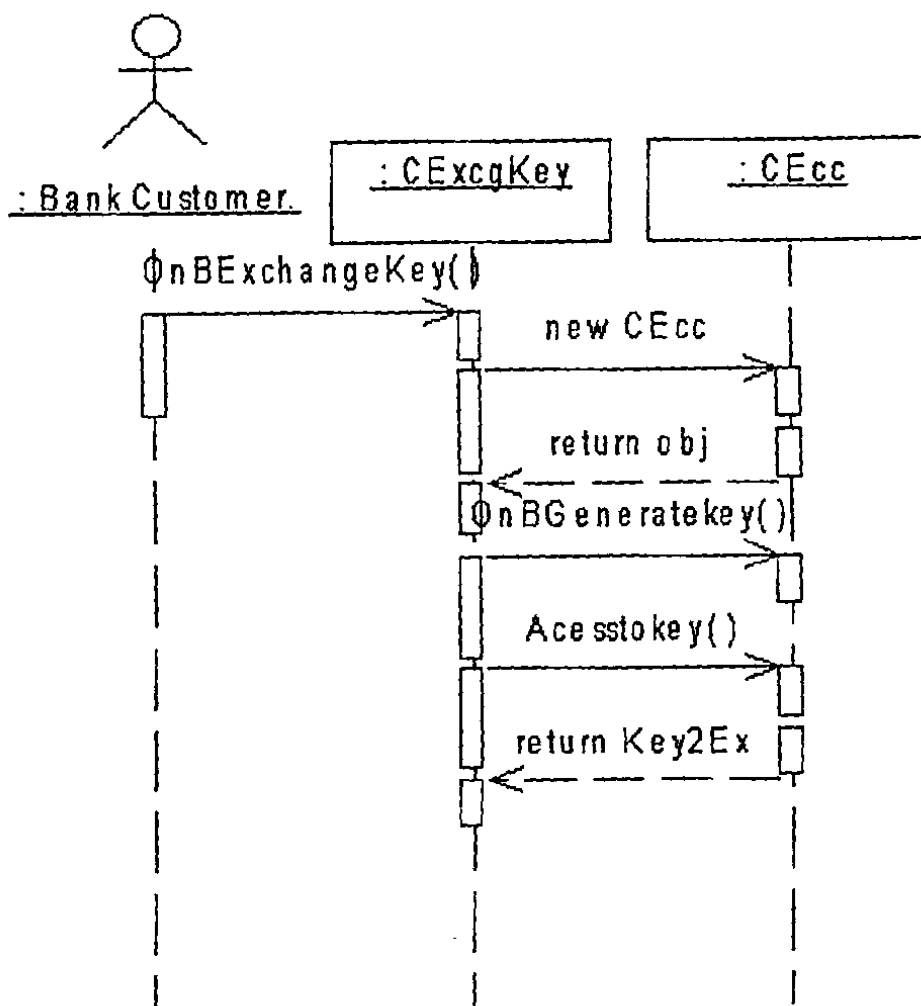 : Bank Customer.
: CExcgKey
: CEcc
OnBExchangeKey()
new CEcc
return obj
OnBGeneratekey()
Acesstokey()
return Key2Ex